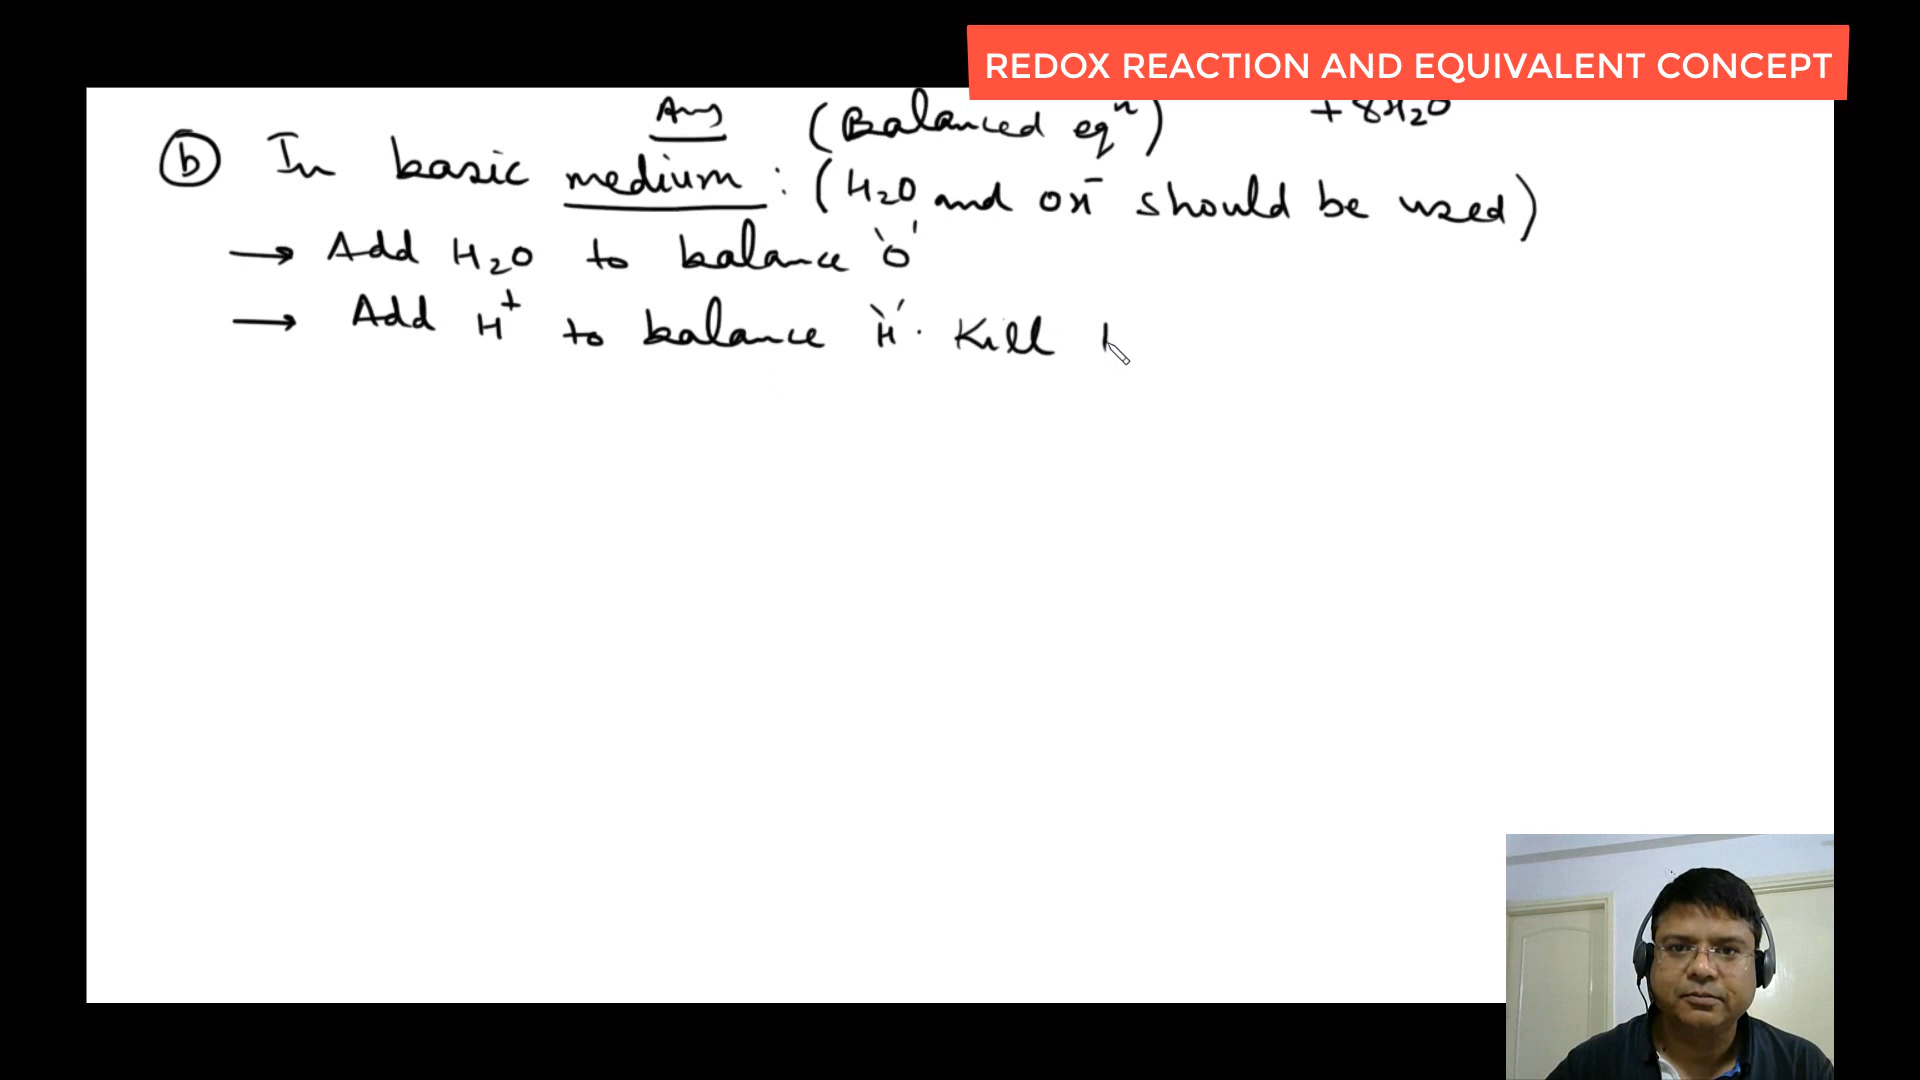 REDOX REACTION AND EQUIVALENT CONCEPT
Ans (Balanced eqⁿ) + 8H₂O
ⓑ In basic medium : (H₂O and OH⁻ should be used)
→ Add H₂O to balance 'O'
→ Add H⁺ to balance 'H'. Kill